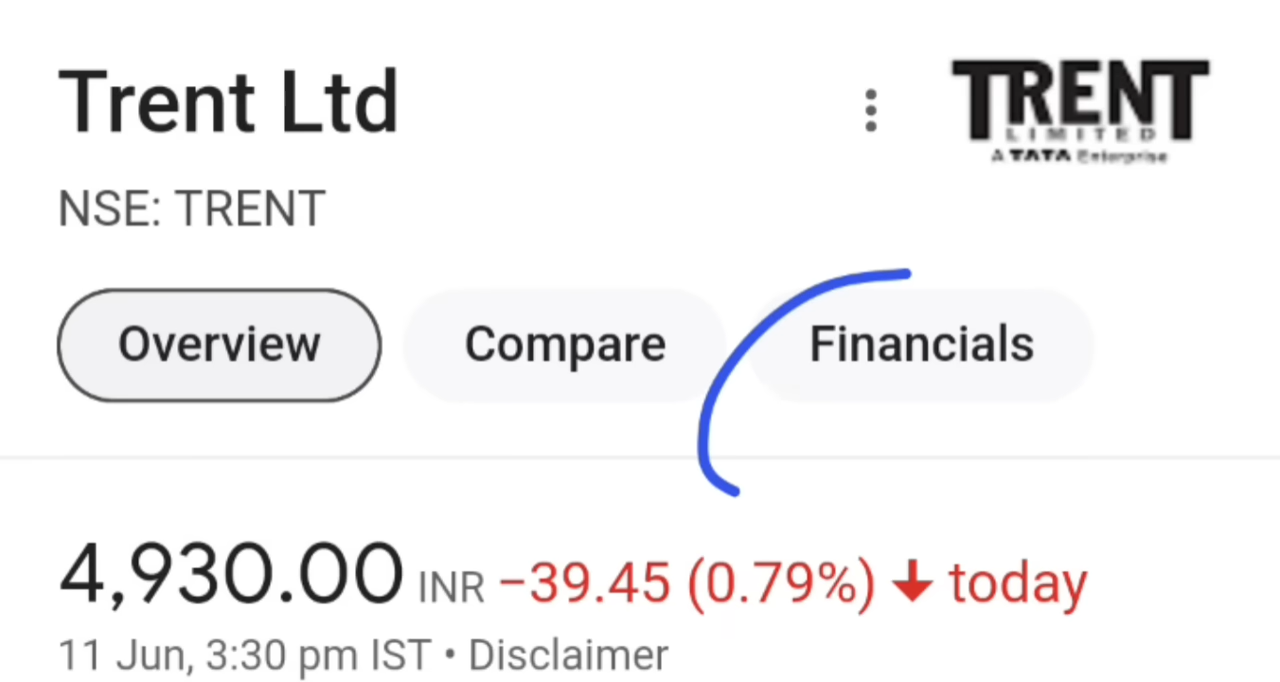 Trent Ltd
TRENT
LIMITED
A TATA Enterprise
NSE: TRENT
Overview
Compare
Financials
4,930.00 INR −39.45 (0.79%) ↓ today
11 Jun, 3:30 pm IST • Disclaimer